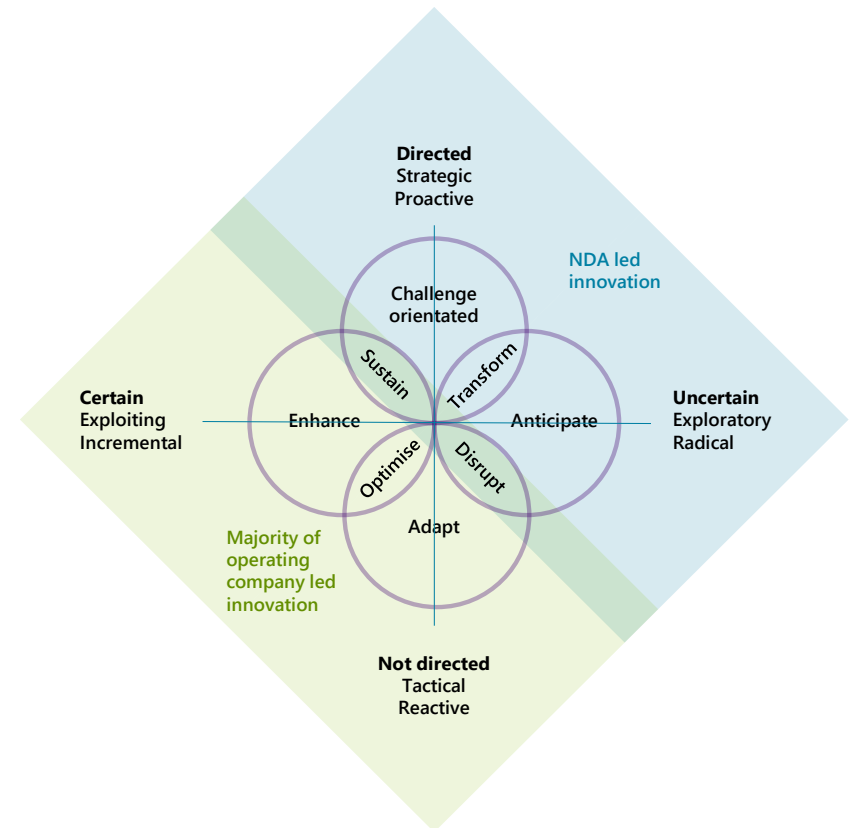 Directed
Strategic
Proactive
NDA led
innovation
Challenge
orientated
Sustain
Transform
Certain
Exploiting
Incremental
Enhance
Anticipate
Uncertain
Exploratory
Radical
Optimise
Disrupt
Adapt
Majority of
operating
company led
innovation
Not directed
Tactical
Reactive